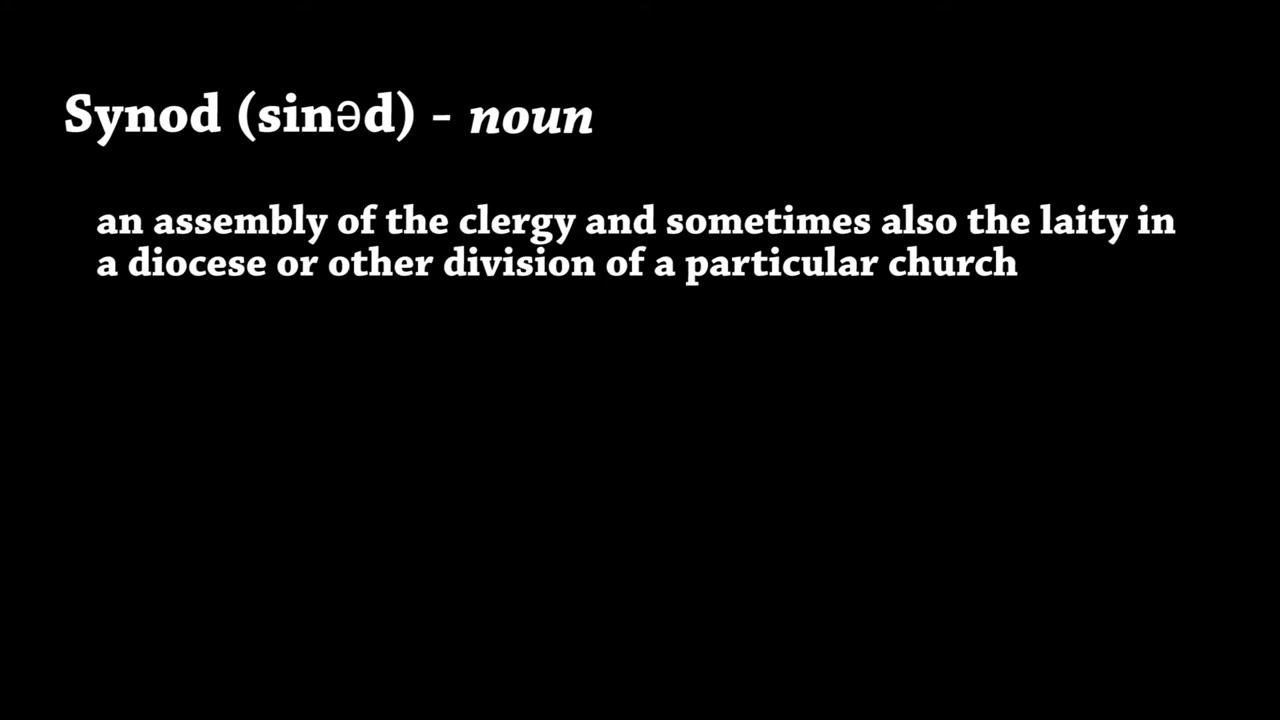 Synod (sinəd) - noun
an assembly of the clergy and sometimes also the laity in
a diocese or other division of a particular church